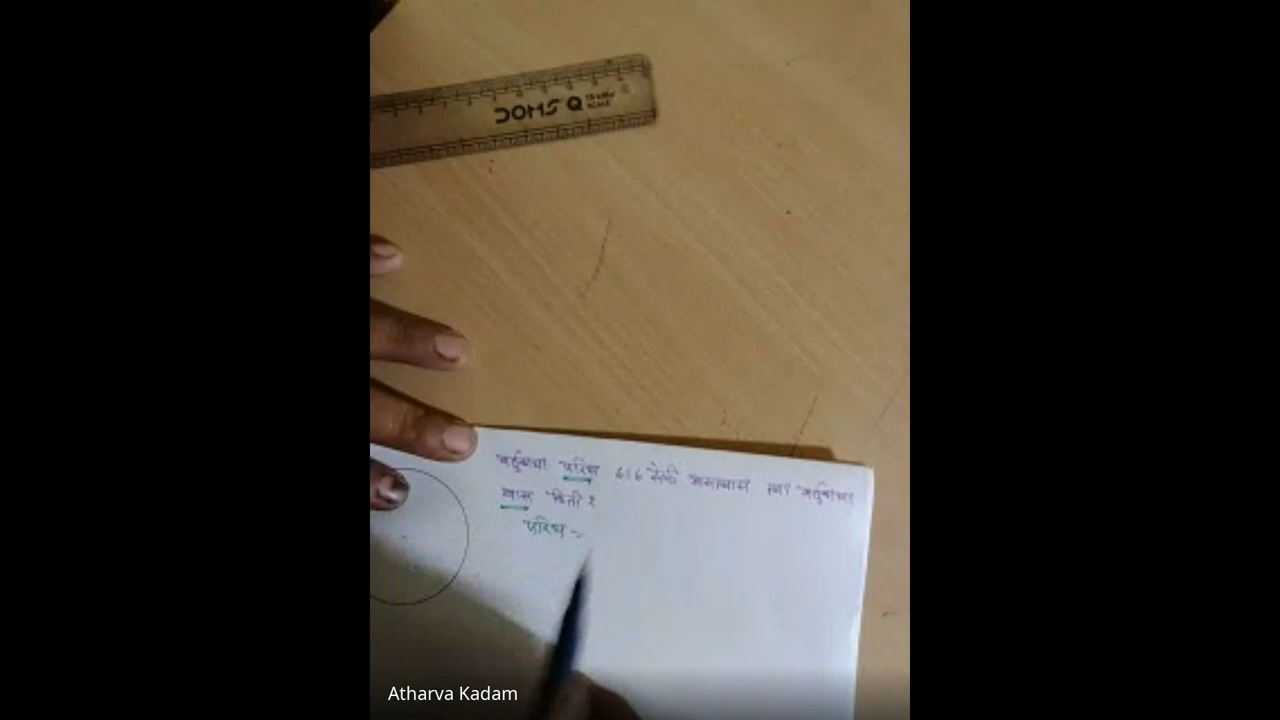 DOMS Q
वर्तुळाचा परिघ 616 सेमी असल्यास त्या वर्तुळाचा
व्यास किती ?
परिघ =
Atharva Kadam